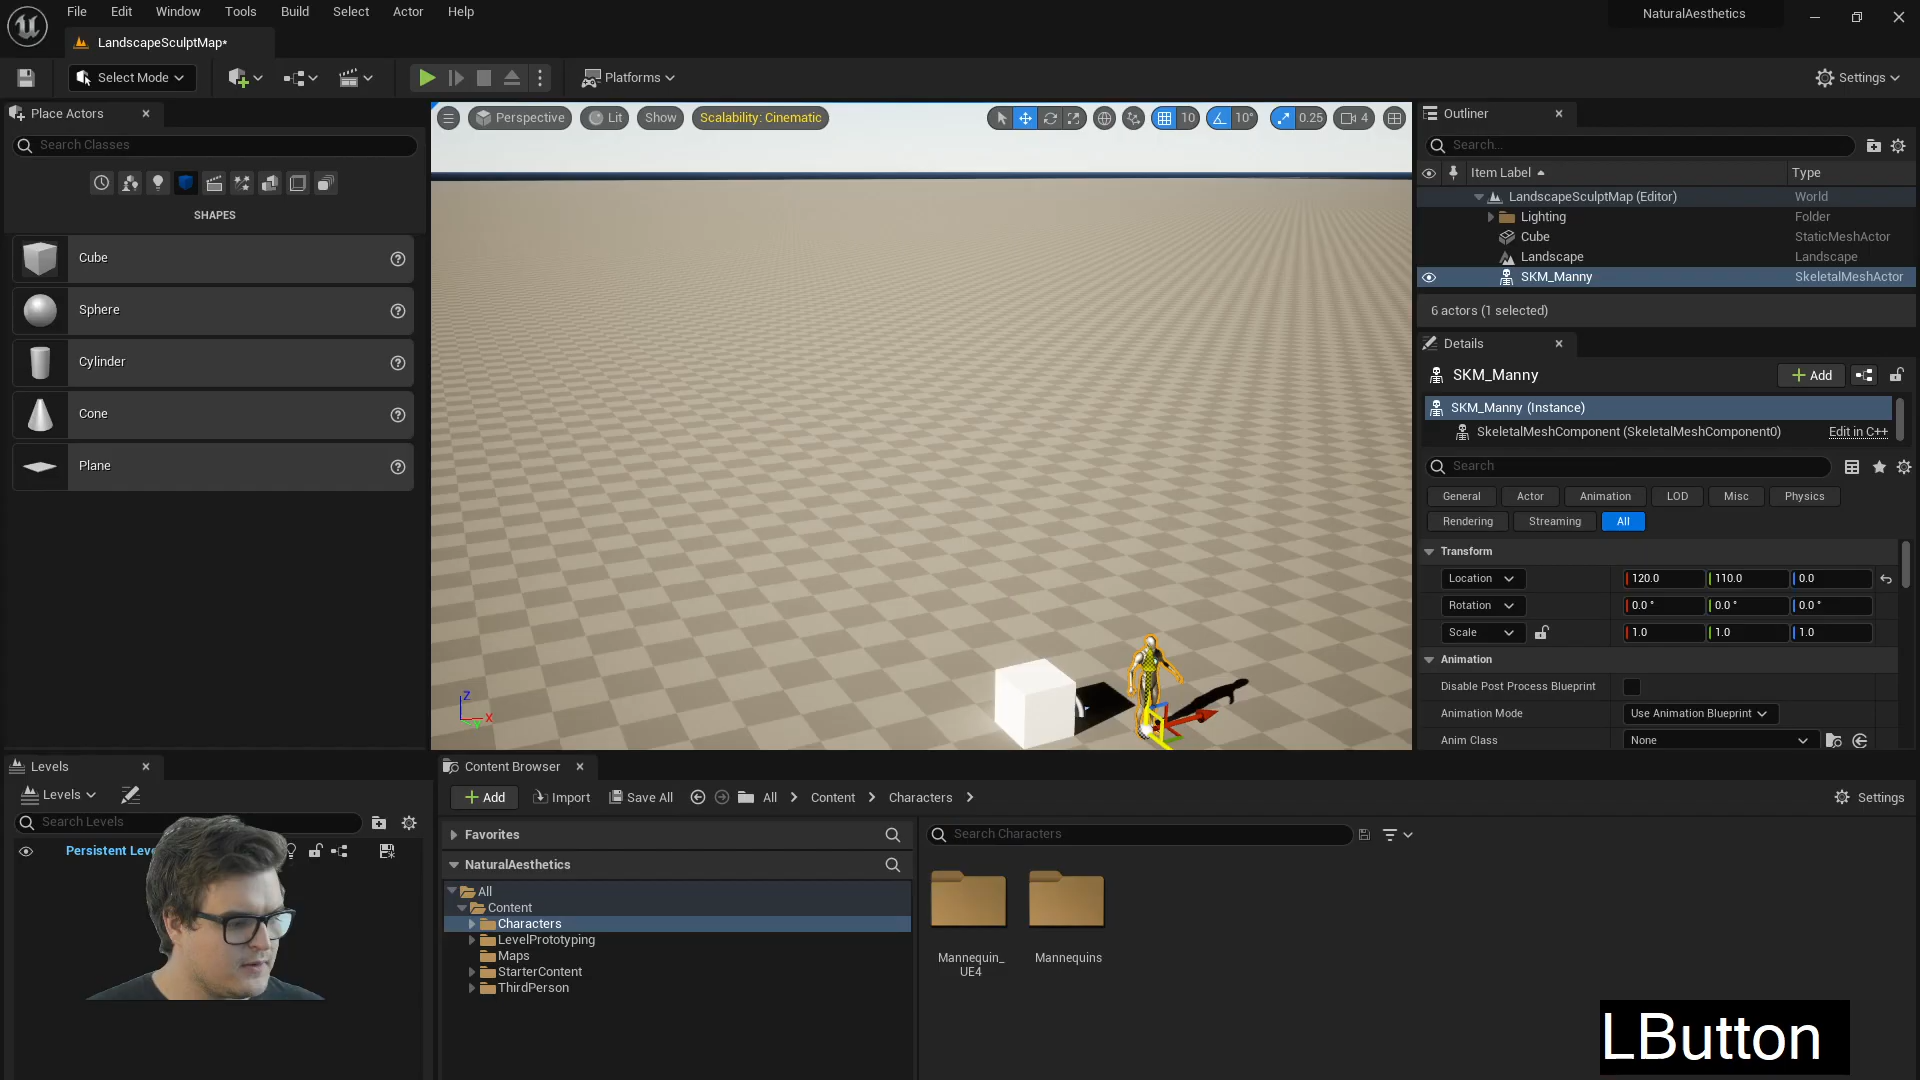 File Edit Window Tools Build Select Actor Help
NaturalAesthetics
LandscapeSculptMap*
Select Mode
Platforms
Settings
Place Actors
Search Classes
SHAPES
Cube
Sphere
Cylinder
Cone
Plane
Perspective Lit Show Scalability: Cinematic 10 10° 0.25 4
Z
X
Outliner
Search...
Item Label Type
LandscapeSculptMap (Editor) World
Lighting Folder
Cube StaticMeshActor
Landscape Landscape
SKM_Manny SkeletalMeshActor
6 actors (1 selected)
Details
SKM_Manny Add
SKM_Manny (Instance)
SkeletalMeshComponent (SkeletalMeshComponent0) Edit in C++
Search
General Actor Animation LOD Misc Physics
Rendering Streaming All
Transform
Location 120.0 110.0 0.0
Rotation 0.0 ° 0.0 ° 0.0 °
Scale 1.0 1.0 1.0
Animation
Disable Post Process Blueprint
Animation Mode Use Animation Blueprint
Anim Class None
Levels
Levels
Search Levels
Persistent Leve
Content Browser
Add Import Save All All Content Characters Settings
Favorites
NaturalAesthetics
All
Content
Characters
LevelPrototyping
Maps
StarterContent
ThirdPerson
Search Characters
Mannequin_
UE4
Mannequins
LButton